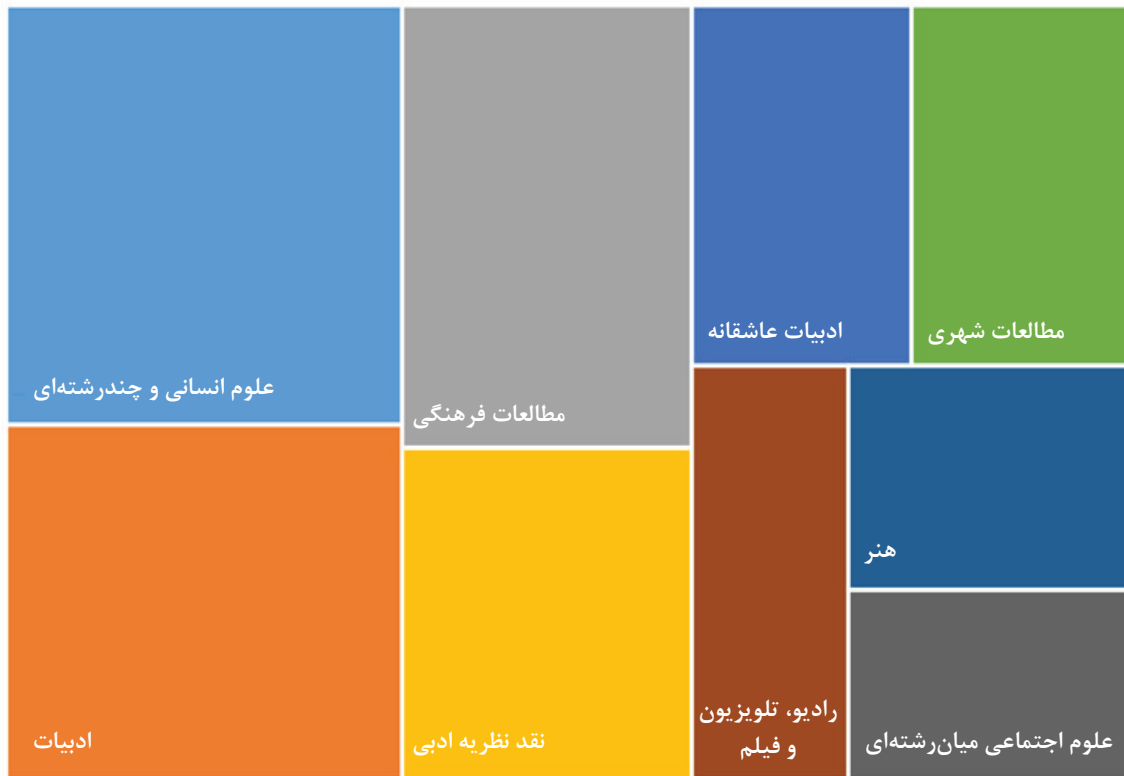 مطالعات شهری
ادبیات عاشقانه
علوم انسانی و چندرشته‌ای
مطالعات فرهنگی
هنر
رادیو، تلویزیون
و فیلم
علوم اجتماعی میان‌رشته‌ای
نقد نظریه ادبی
ادبیات